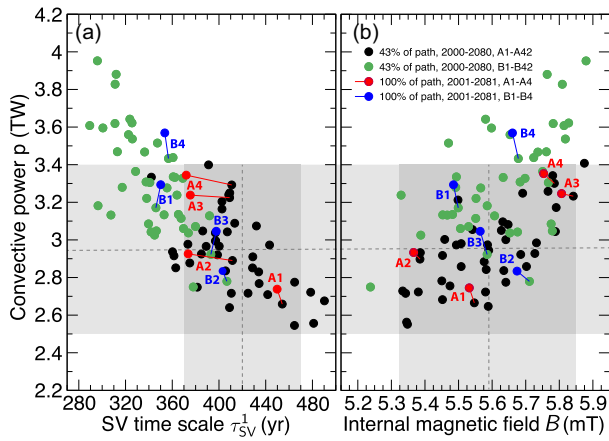 (a)
(b)
43% of path, 2000-2080, A1-A42
43% of path, 2000-2080, B1-B42
100% of path, 2001-2081, A1-A4
100% of path, 2001-2081, B1-B4
Convective power p (TW)
4.2
4.0
3.8
3.6
3.4
3.2
3.0
2.8
2.6
2.4
2.2
B4
A4
A3
B1
B3
A2
B2
A1
B4
A4
A3
B1
B3
A2
B2
A1
280 320 360 400 440 480
5.2 5.3 5.4 5.5 5.6 5.7 5.8 5.9
SV time scale τ¹SV (yr)
Internal magnetic field B (mT)